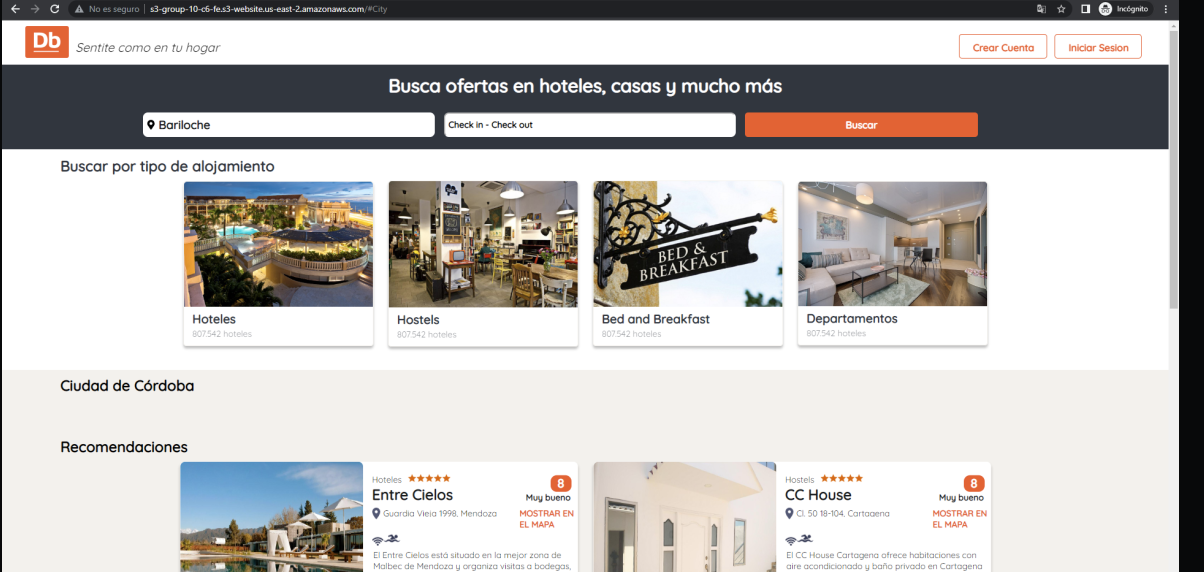 No es seguro | s3-group-10-c6-fe.s3-website.us-east-2.amazonaws.com/#City
Incógnito
Db
Sentite como en tu hogar
Crear Cuenta
Iniciar Sesion
Busca ofertas en hoteles, casas y mucho más
Bariloche
Check in - Check out
Buscar
Buscar por tipo de alojamiento
BED &
BREAKFAST
Hoteles
807.542 hoteles
Hostels
807.542 hoteles
Bed and Breakfast
807.542 hoteles
Departamentos
807.542 hoteles
Ciudad de Córdoba
Recomendaciones
Hoteles
8
Entre Cielos
Muy bueno
Guardia Vieja 1998, Mendoza
MOSTRAR EN
EL MAPA
El Entre Cielos está situado en la mejor zona de
Malbec de Mendoza y organiza visitas a bodegas,
Hostels
8
CC House
Muy bueno
Cl. 50 18-104, Cartagena
MOSTRAR EN
EL MAPA
El CC House Cartagena ofrece habitaciones con
aire acondicionado y baño privado en Cartagena